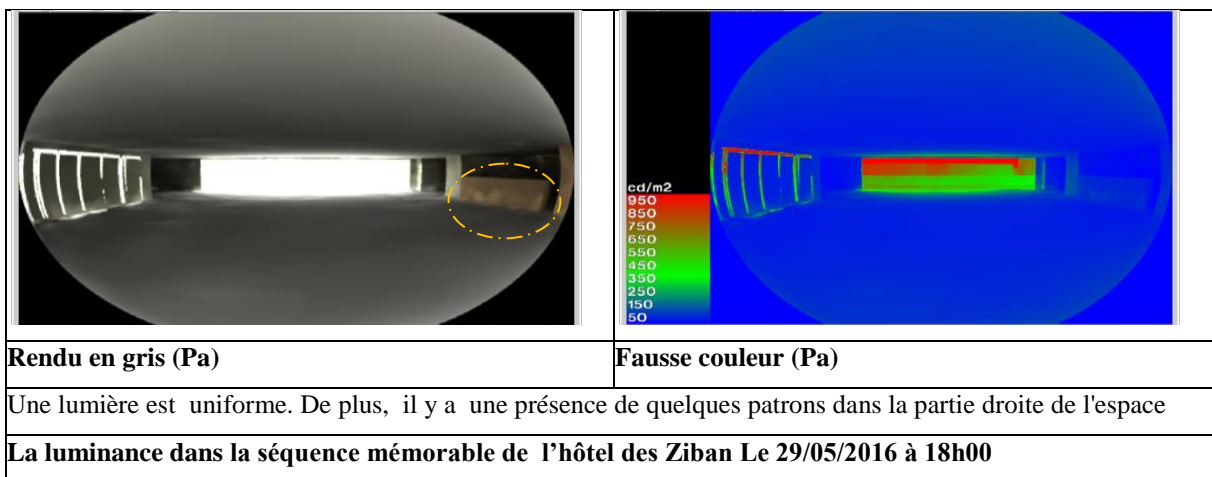 cd/m2
950
850
750
650
550
450
350
250
150
50
Rendu en gris (Pa)
Fausse couleur (Pa)
Une lumière est uniforme. De plus, il y a une présence de quelques patrons dans la partie droite de l'espace
La luminance dans la séquence mémorable de l’hôtel des Ziban Le 29/05/2016 à 18h00